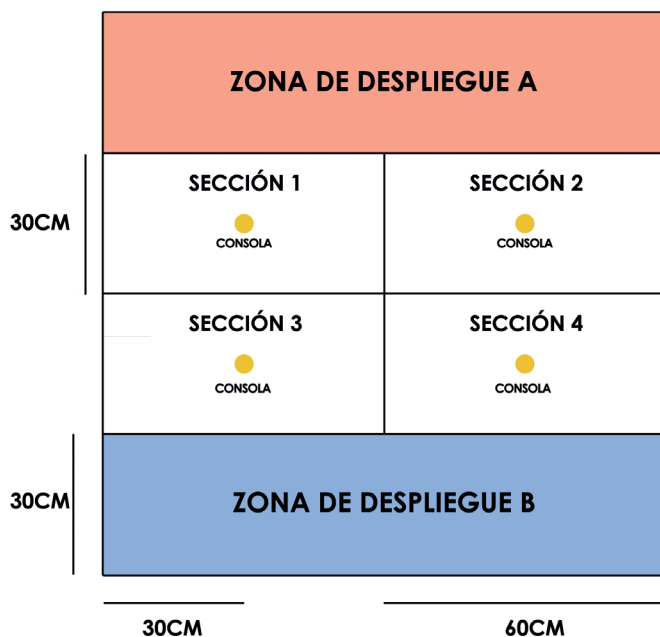 ZONA DE DESPLIEGUE A
SECCIÓN 1
SECCIÓN 2
30CM
CONSOLA
CONSOLA
SECCIÓN 3
SECCIÓN 4
CONSOLA
CONSOLA
30CM
ZONA DE DESPLIEGUE B
30CM
60CM